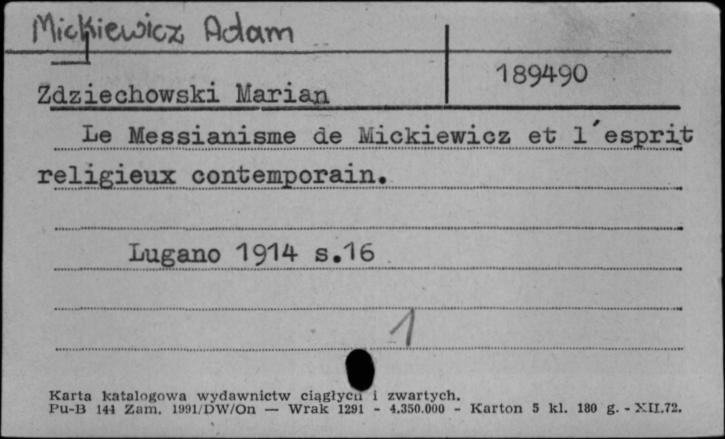 Mickiewicz Adam
189490
Zdziechowski Marian
Le Messianisme de Mickiewicz et l'esprit
religieux contemporain.
Lugano 1914 s.16
1
Karta katalogowa wydawnictw ciągłych i zwartych.
Pu-B 144 Zam. 1991/DW/On — Wrak 1291 - 4.350.000 - Karton 5 kl. 180 g. - XII.72.